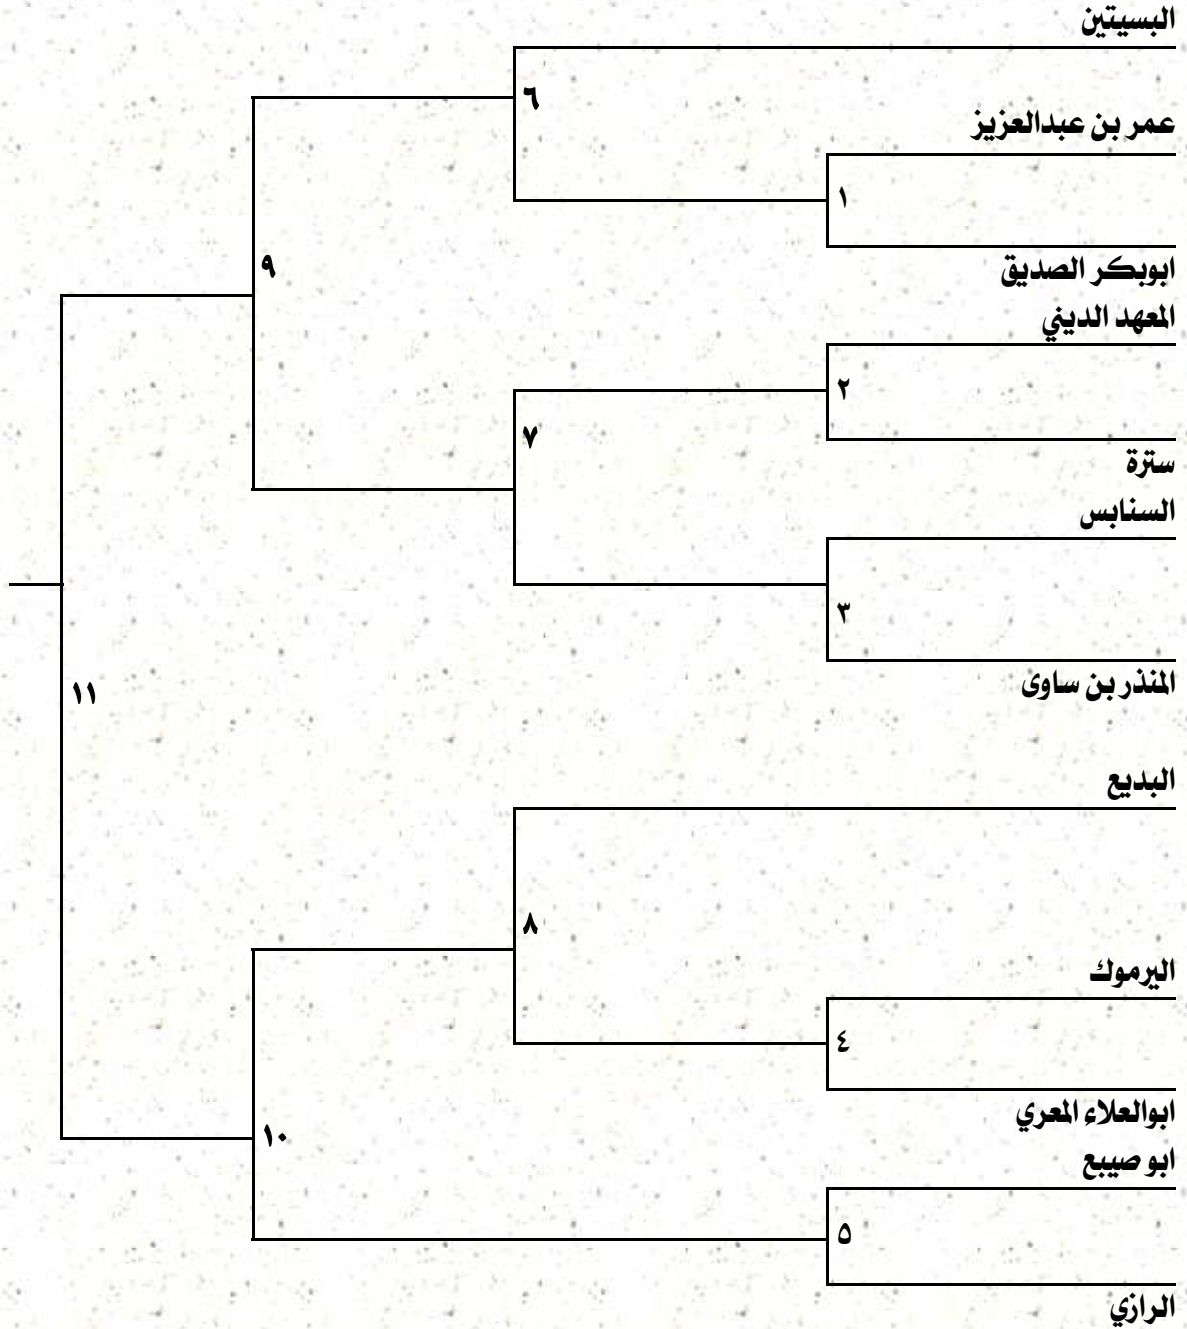 البسيتين
٦
عمر بن عبدالعزيز
١
٩
ابوبكر الصديق
المعهد الديني
٢
٧
سترة
السنابس
٣
المنذر بن ساوى
١١
البديع
٨
اليرموك
٤
ابوالعلاء المعري
١٠
ابو صيبع
٥
الرازي